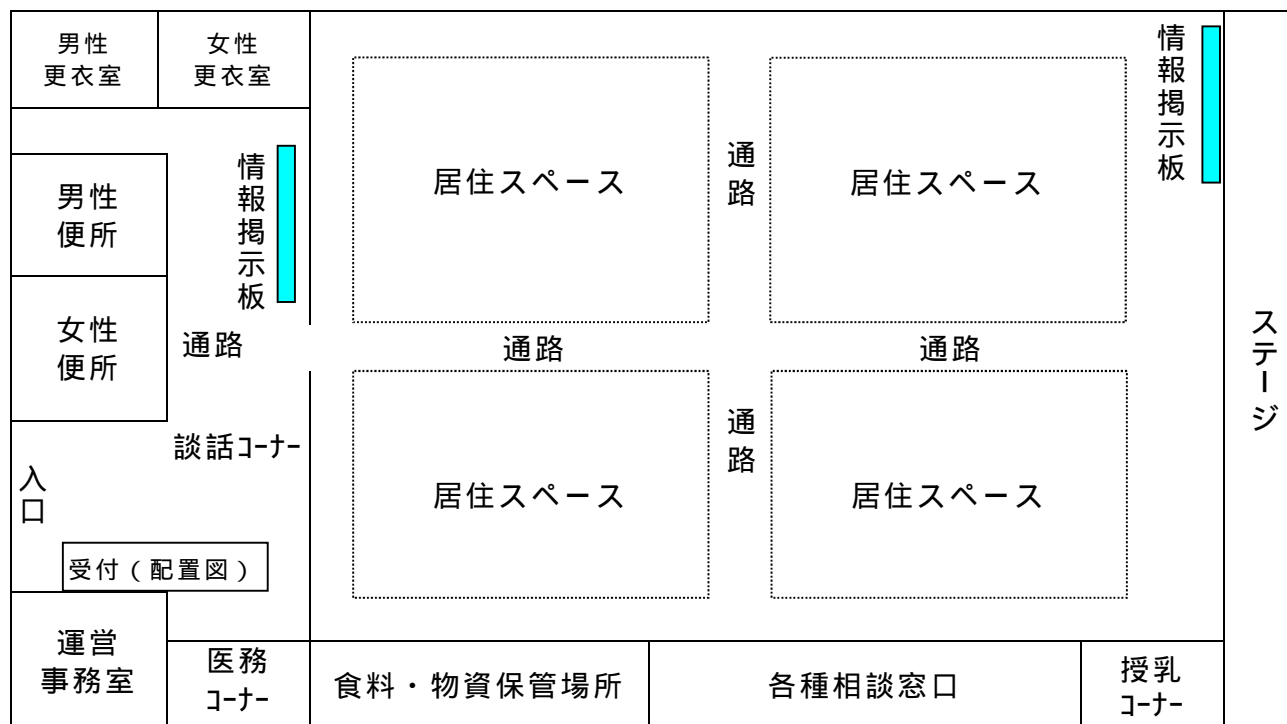 男性
更衣室
女性
更衣室
情報掲示板
居住スペース
通路
居住スペース
情報掲示板
男性
便所
女性
便所
通路
情報掲示板
通路
通路
ステージ
談話ｺｰﾅｰ
入口
受付（配置図）
居住スペース
通路
居住スペース
運営
事務室
医務
ｺｰﾅｰ
食料・物資保管場所
各種相談窓口
授乳
ｺｰﾅｰ